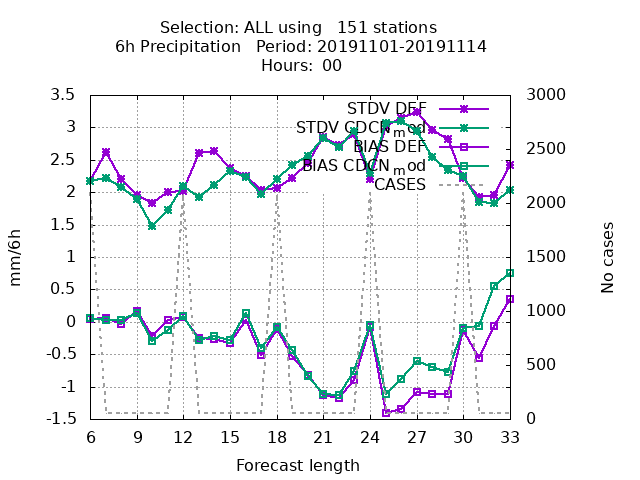 Selection: ALL using 151 stations
6h Precipitation Period: 20191101-20191114
Hours: 00
3.5
3
2.5
2
1.5
1
0.5
0
-0.5
-1
-1.5
mm/6h
STDV DEF
STDV CDCN_mod
BIAS DEF
BIAS CDCN_mod
CASES
3000
2500
2000
1500
1000
500
0
No cases
6 9 12 15 18 21 24 27 30 33
Forecast length